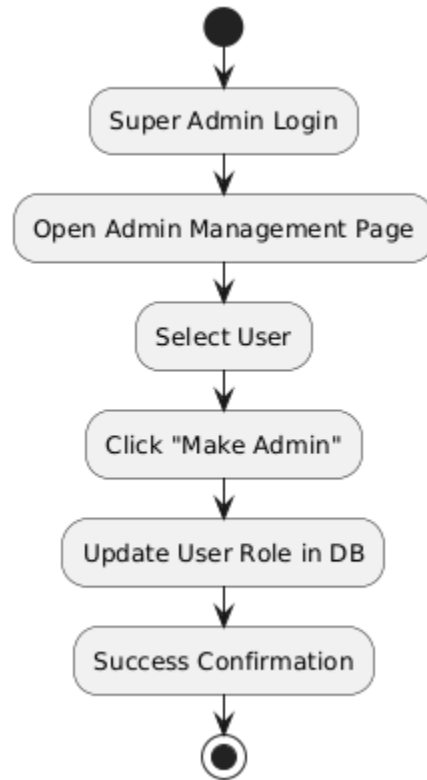 Super Admin Login
Open Admin Management Page
Select User
Click "Make Admin"
Update User Role in DB
Success Confirmation